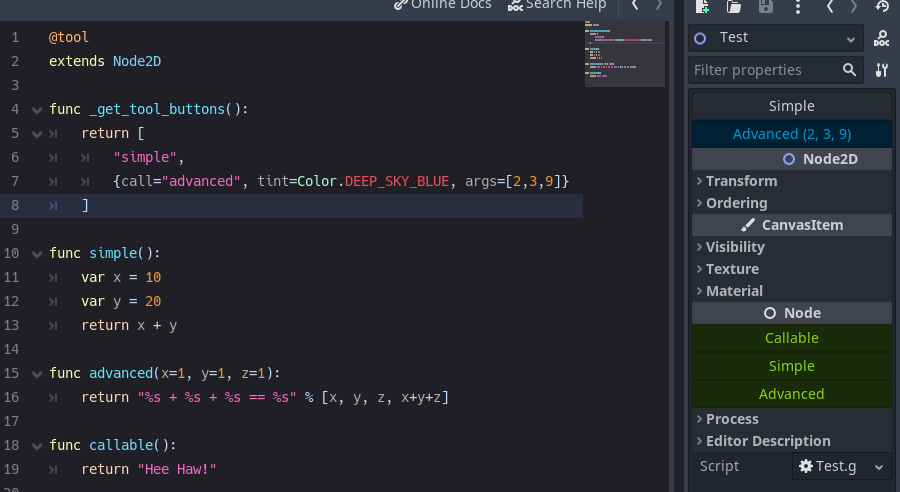 Online Docs Search Help
1 @tool
2 extends Node2D
3
4 func _get_tool_buttons():
5 return [
6 "simple",
7 {call="advanced", tint=Color.DEEP_SKY_BLUE, args=[2,3,9]}
8 ]
9
10 func simple():
11 var x = 10
12 var y = 20
13 return x + y
14
15 func advanced(x=1, y=1, z=1):
16 return "%s + %s + %s == %s" % [x, y, z, x+y+z]
17
18 func callable():
19 return "Hee Haw!"
20
Test
Filter properties
Simple
Advanced (2, 3, 9)
Node2D
Transform
Ordering
CanvasItem
Visibility
Texture
Material
Node
Callable
Simple
Advanced
Process
Editor Description
Script Test.g